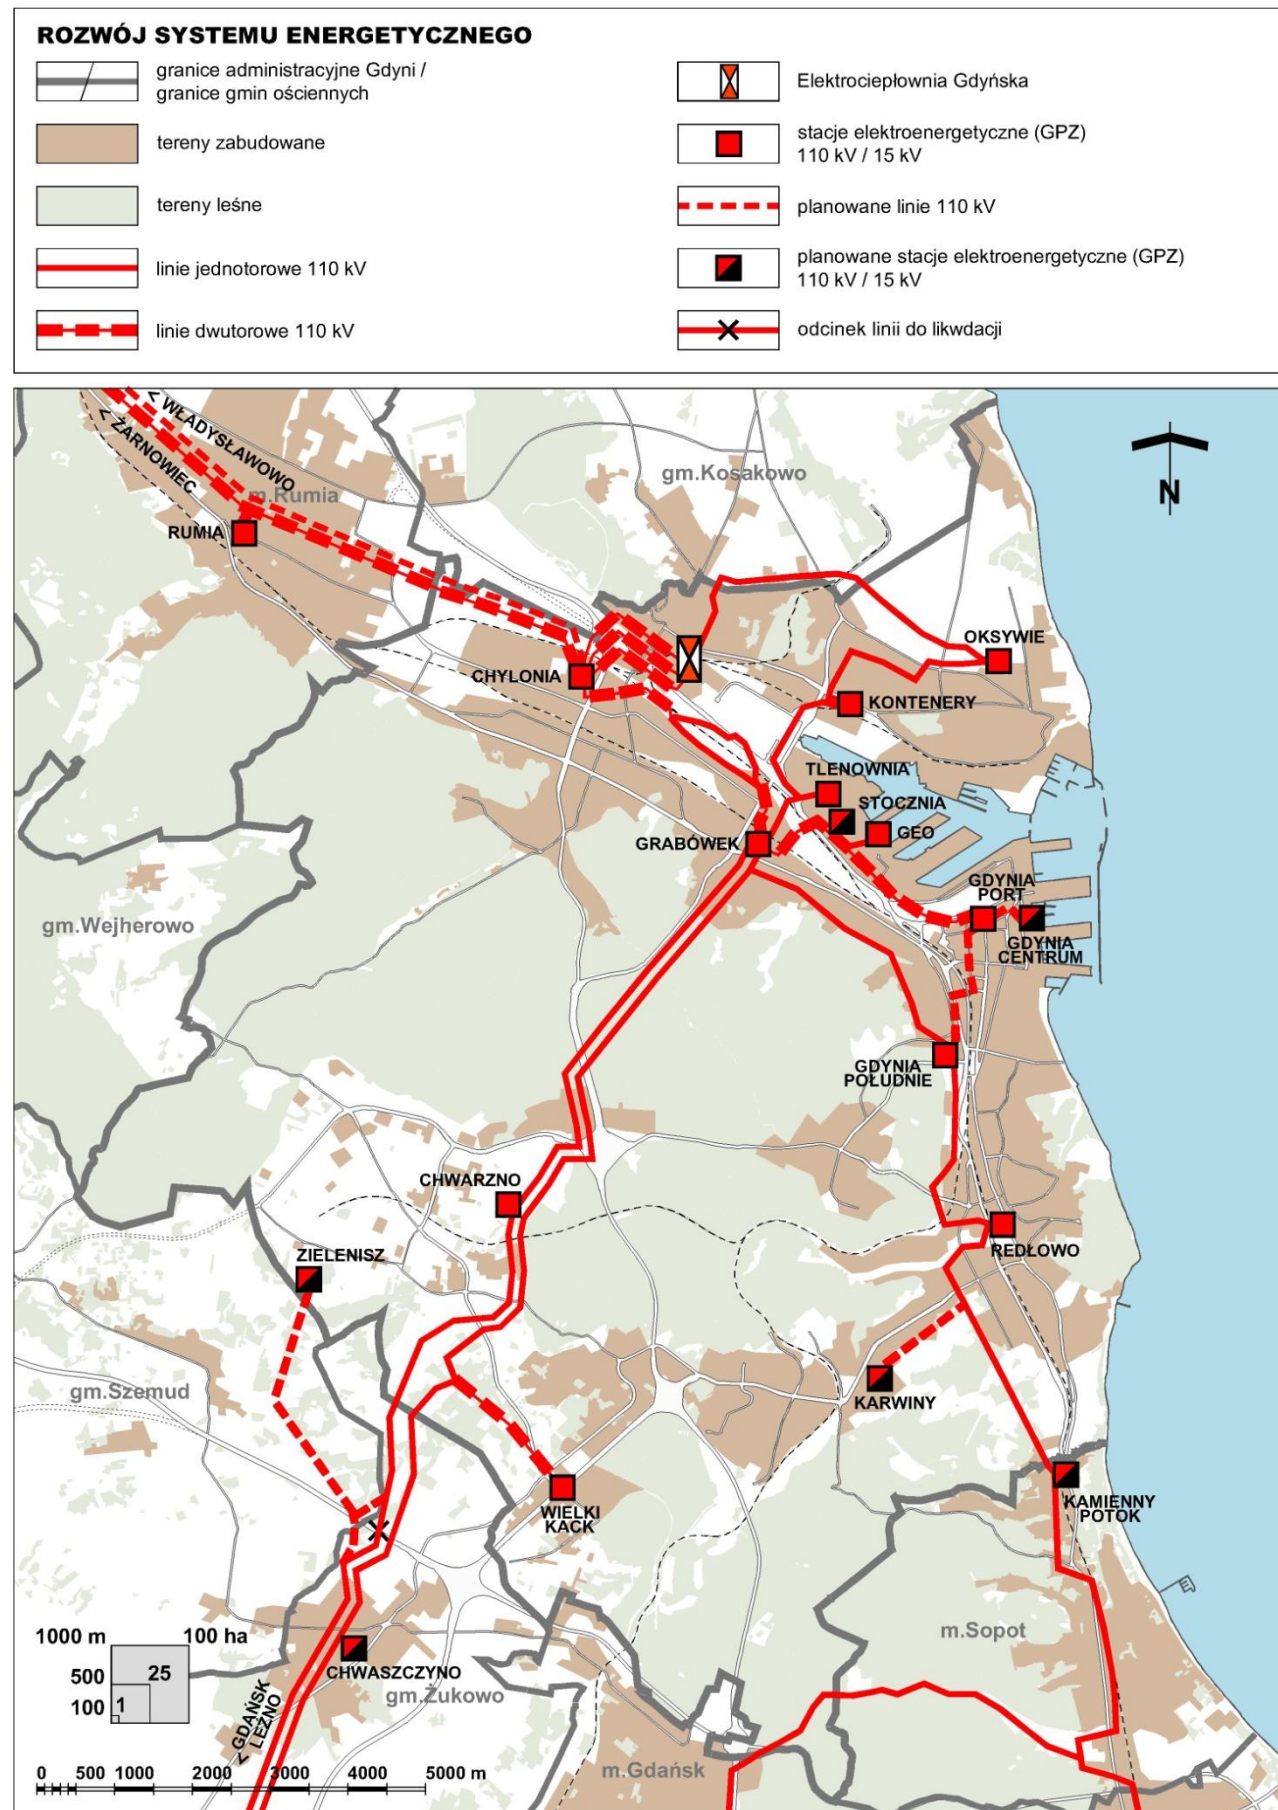 ROZWÓJ SYSTEMU ENERGETYCZNEGO
granice administracyjne Gdyni /
granice gmin ościennych
tereny zabudowane
tereny leśne
linie jednotorowe 110 kV
linie dwutorowe 110 kV
Elektrociepłownia Gdyńska
stacje elektroenergetyczne (GPZ)
110 kV / 15 kV
planowane linie 110 kV
planowane stacje elektroenergetyczne (GPZ)
110 kV / 15 kV
odcinek linii do likwdacji
< WŁADYSŁAWOWO
< ŻARNOWIEC
m.Rumia
gm.Kosakowo
N
RUMIA
OKSYWIE
CHYLONIA
KONTENERY
TLENOWNIA
STOCZNIA
GEO
GRABÓWEK
GDYNIA
PORT
gm.Wejherowo
GDYNIA
CENTRUM
GDYNIA
POŁUDNIE
CHWARZNO
REDŁOWO
ZIELENISZ
gm.Szemud
KARWINY
WIELKI
KACK
KAMIENNY
POTOK
m.Sopot
1000 m
100 ha
500
25
100
1
CHWASZCZYNO
gm.Żukowo
< GDAŃSK
LEŹNO
m.Gdańsk
0 500 1000 2000 3000 4000 5000 m